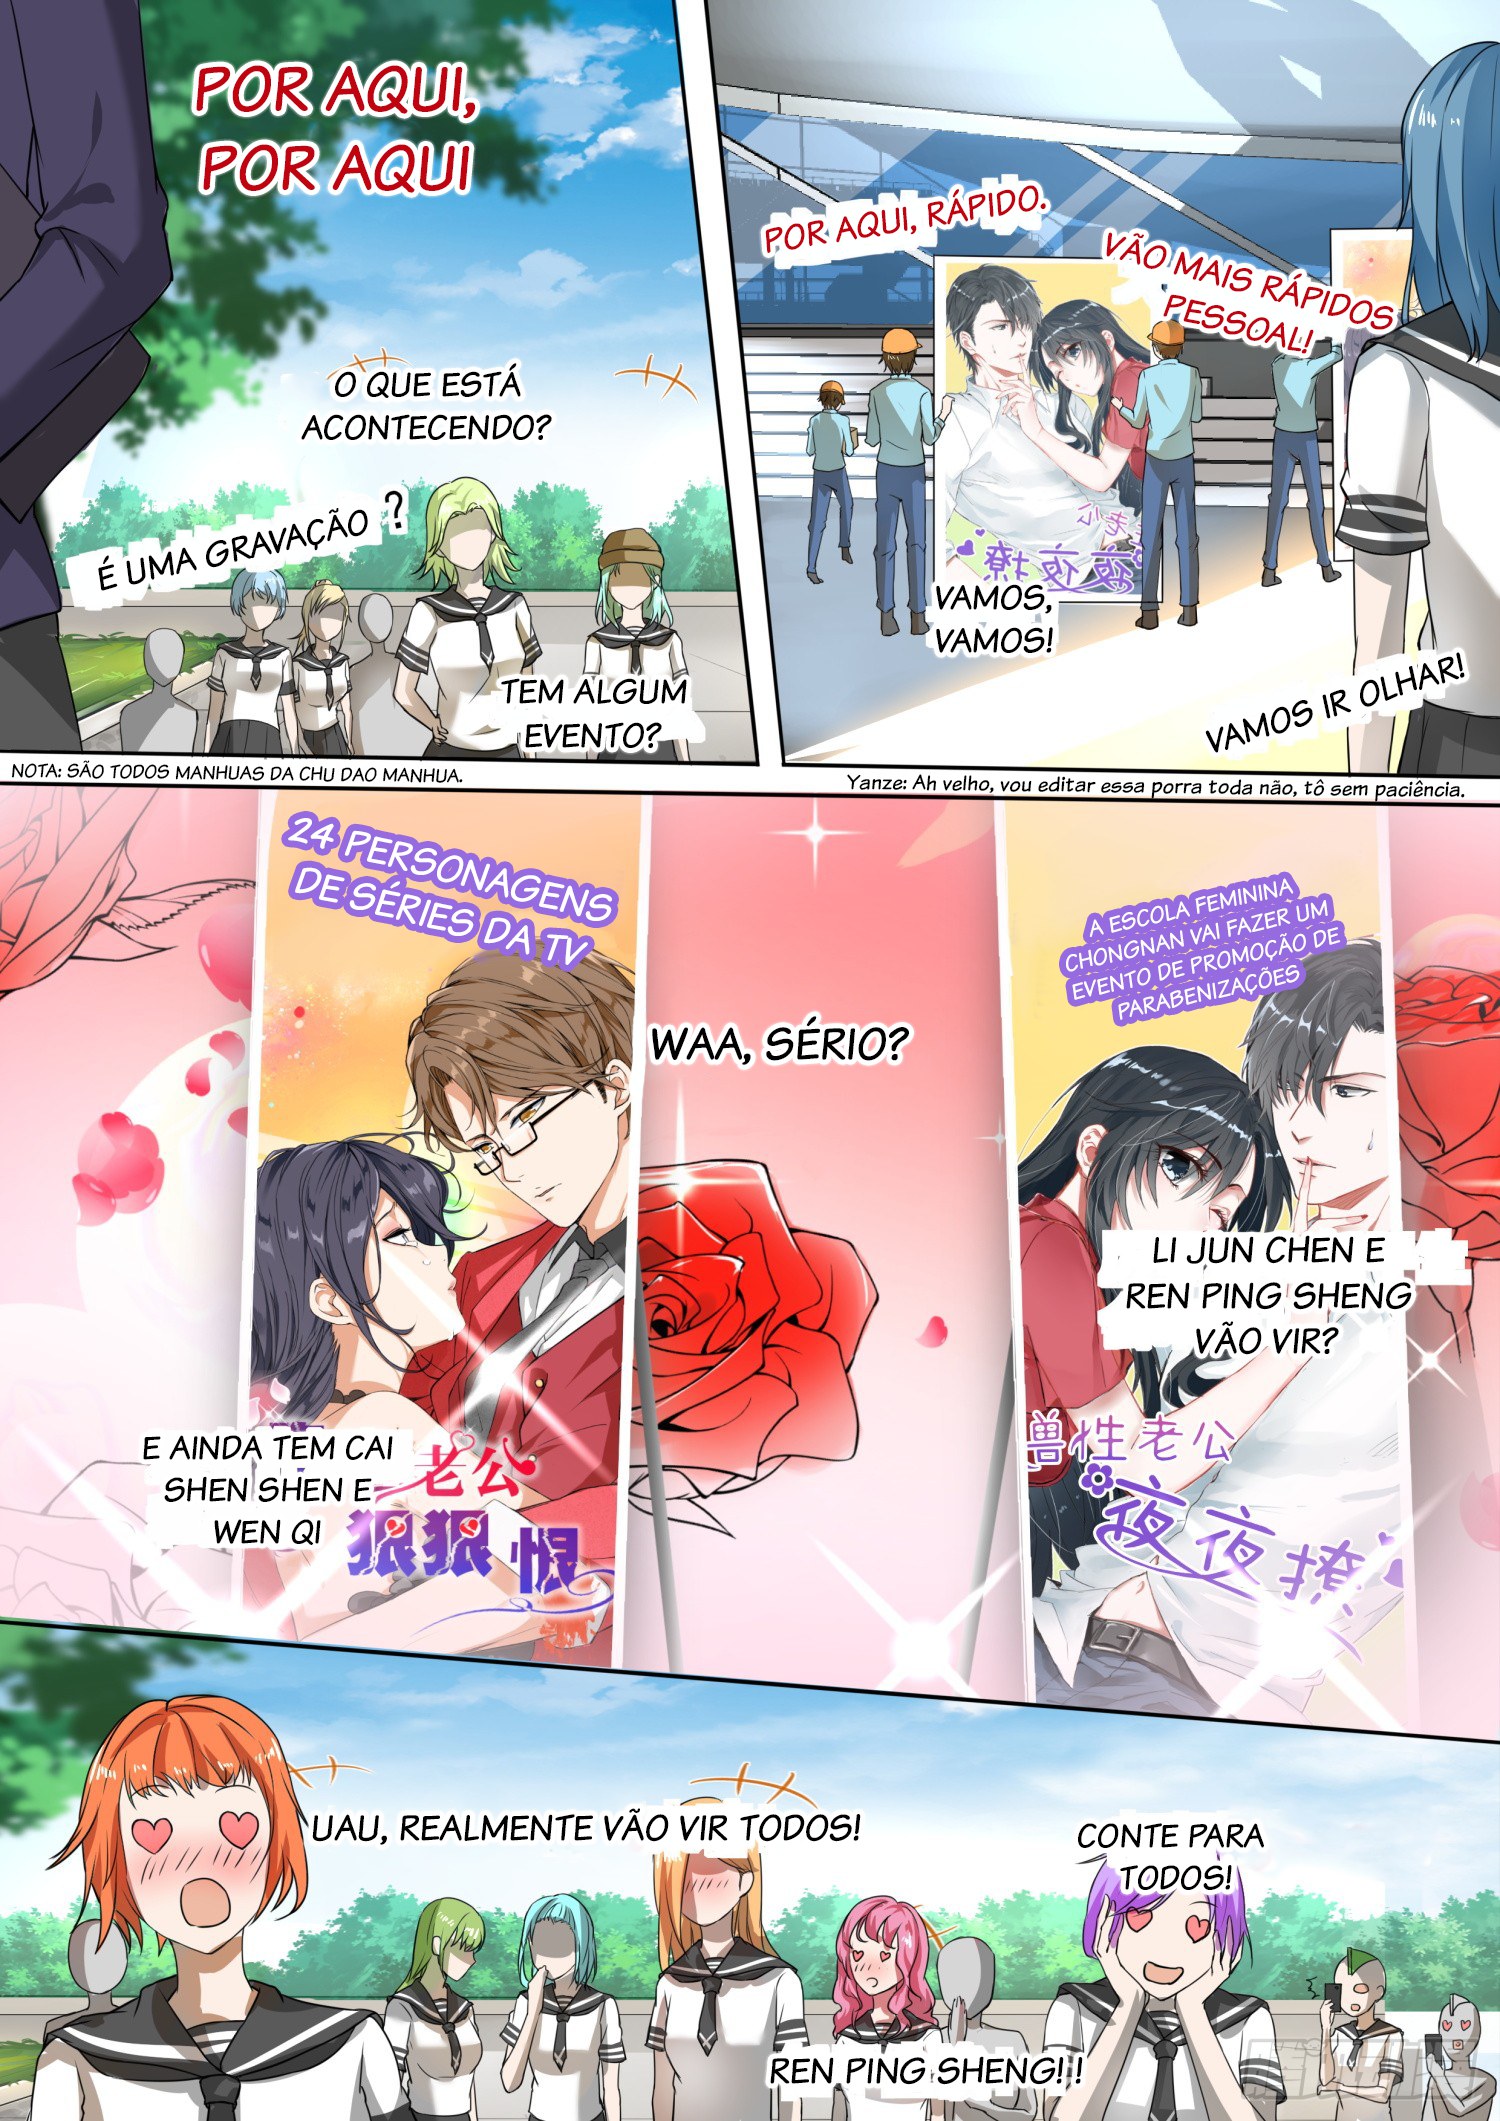 POR AQUI,
POR AQUI
O QUE ESTÁ
ACONTECENDO?
É UMA GRAVAÇÃO ?
TEM ALGUM
EVENTO?
POR AQUI, RÁPIDO.
VÃO MAIS RÁPIDOS
PESSOAL!
VAMOS,
VAMOS!
VAMOS IR OLHAR!
NOTA: SÃO TODOS MANHUAS DA CHU DAO MANHUA.
Yanze: Ah velho, vou editar essa porra toda não, tô sem paciência.
24 PERSONAGENS
DE SÉRIES DA TV
A ESCOLA FEMININA
CHONGNAN VAI FAZER UM
EVENTO DE PROMOÇÃO DE
PARABENIZAÇÕES
WAA, SÉRIO?
LI JUN CHEN E
REN PING SHENG
VÃO VIR?
E AINDA TEM CAI
SHEN SHEN E
WEN QI
老公
狠狠恨
兽性老公
夜夜撩
UAU, REALMENTE VÃO VIR TODOS!
CONTE PARA
TODOS!
REN PING SHENG! !